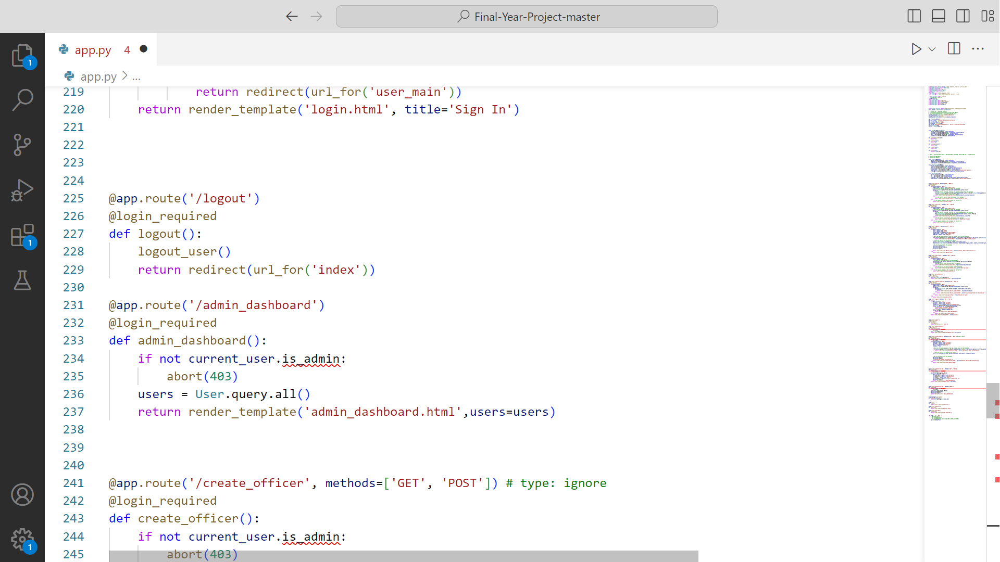 Final-Year-Project-master
app.py 4
app.py > ...
219 return redirect(url_for('user_main'))
220 return render_template('login.html', title='Sign In')
221
222
223
224
225 @app.route('/logout')
226 @login_required
227 def logout():
228 logout_user()
229 return redirect(url_for('index'))
230
231 @app.route('/admin_dashboard')
232 @login_required
233 def admin_dashboard():
234 if not current_user.is_admin:
235 abort(403)
236 users = User.query.all()
237 return render_template('admin_dashboard.html',users=users)
238
239
240
241 @app.route('/create_officer', methods=['GET', 'POST']) # type: ignore
242 @login_required
243 def create_officer():
244 if not current_user.is_admin:
245 abort(403)
1
1
1